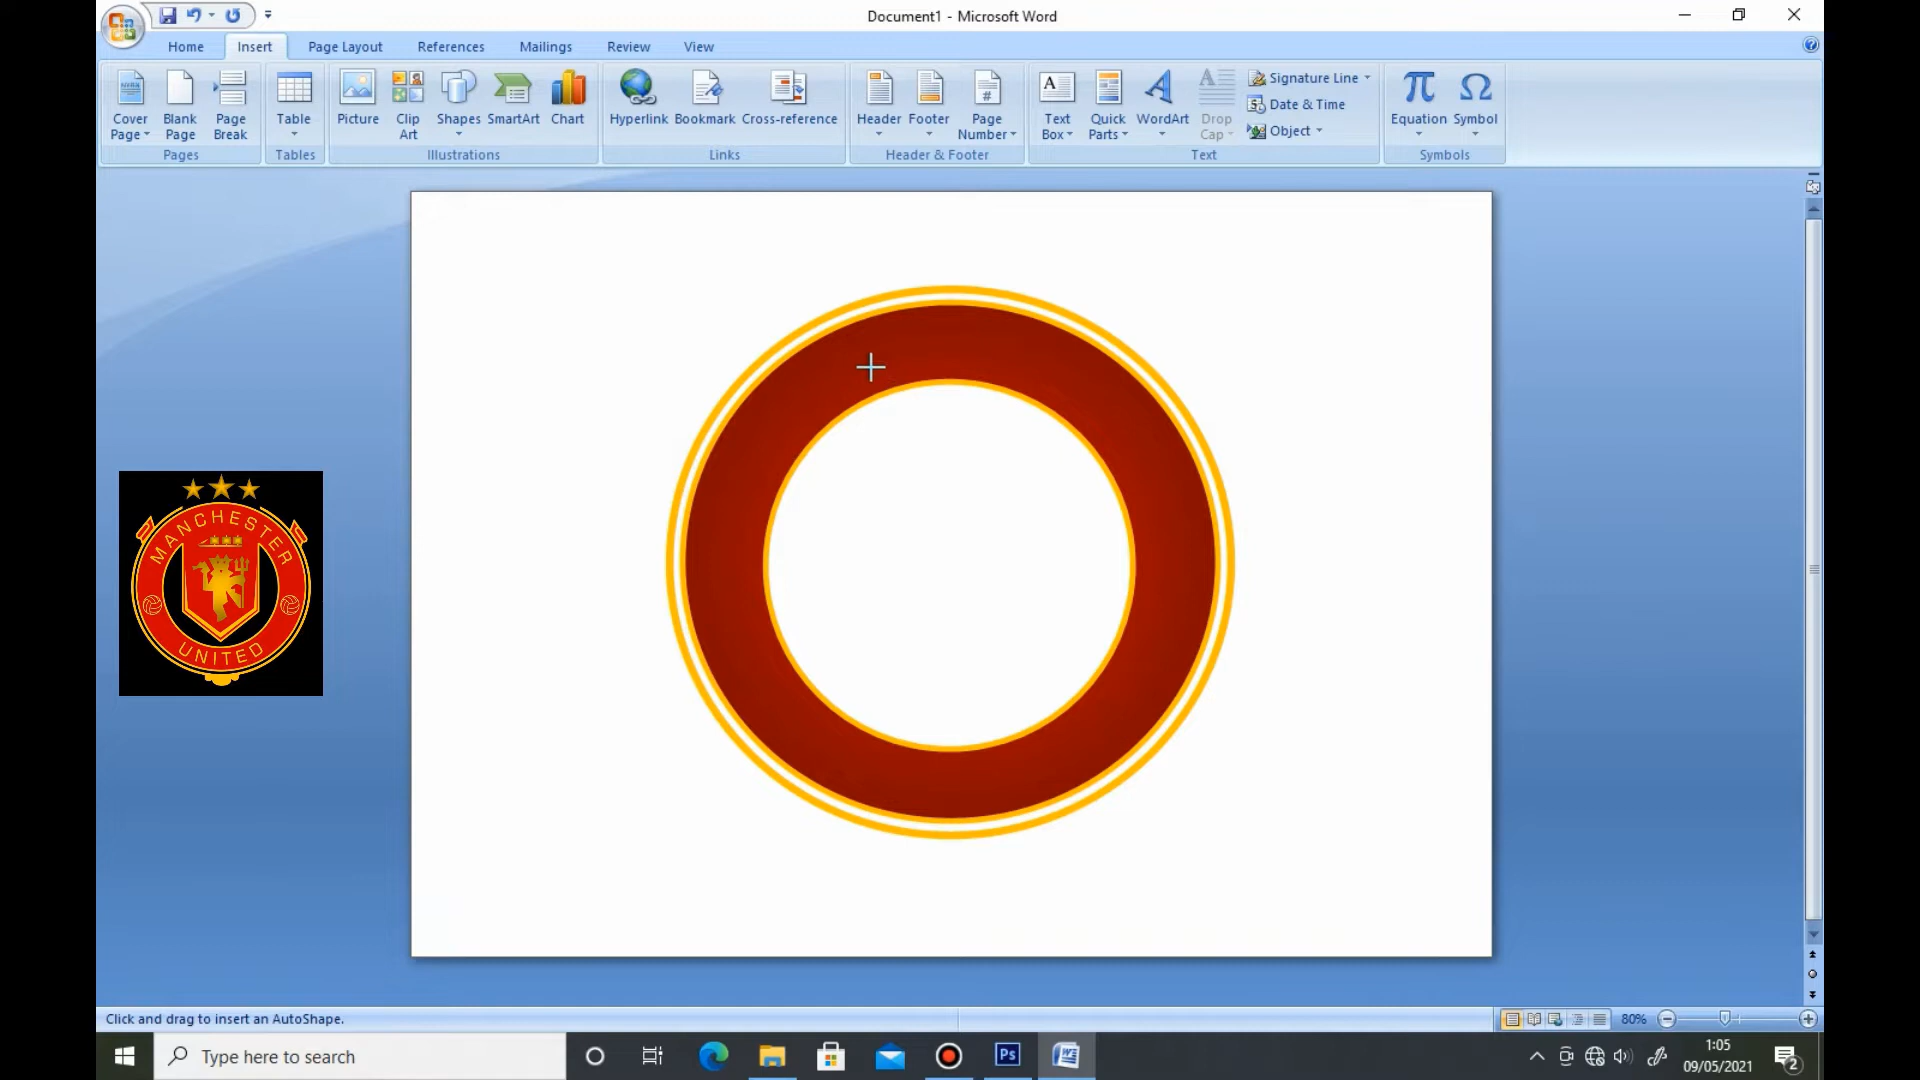 Document1 - Microsoft Word
Home Insert Page Layout References Mailings Review View
Cover Page Blank Page Page Break Table Picture Clip Art Shapes SmartArt Chart Hyperlink Bookmark Cross-reference Header Footer Page Number Text Box Quick Parts WordArt Drop Cap Signature Line Date & Time Object Equation Symbol
Pages Tables Illustrations Links Header & Footer Text Symbols
MANCHESTER
UNITED
Click and drag to insert an AutoShape.
80%
Type here to search
Ps
1:05
09/05/2021
2